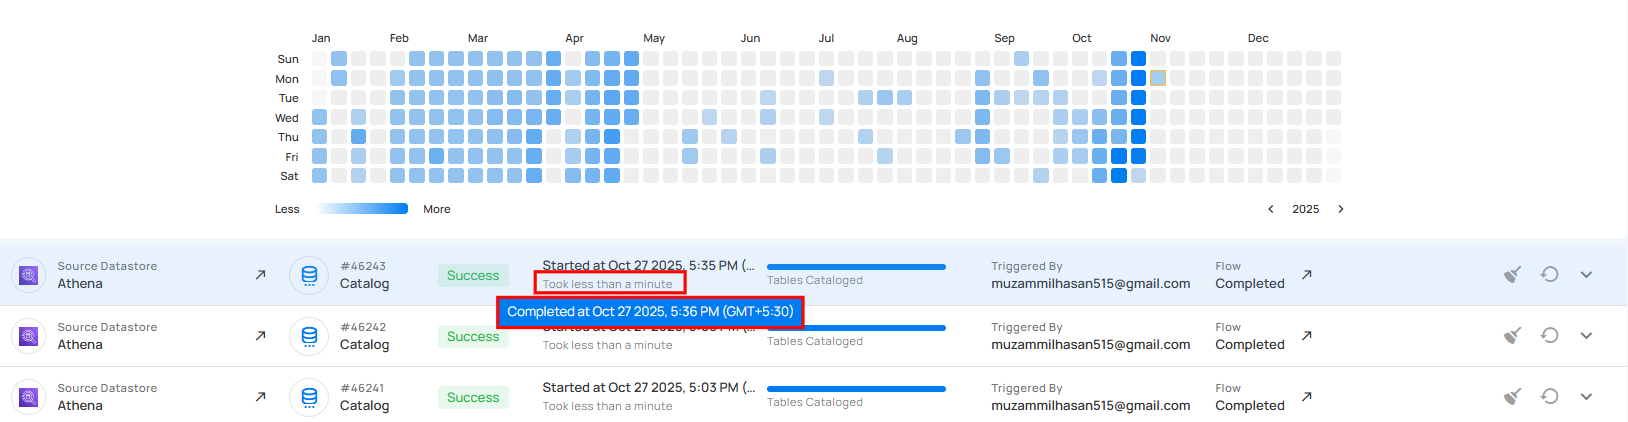 Jan Feb Mar Apr May Jun Jul Aug Sep Oct Nov Dec
Sun
Mon
Tue
Wed
Thu
Fri
Sat
Less More
2025
Source Datastore
Athena
#46243
Catalog
Success
Started at Oct 27 2025, 5:35 PM (...
Took less than a minute
Tables Cataloged
Triggered By
muzammilhasan515@gmail.com
Flow
Completed
Completed at Oct 27 2025, 5:36 PM (GMT+5:30)
Source Datastore
Athena
#46242
Catalog
Success
Took less than a minute
Tables Cataloged
Triggered By
muzammilhasan515@gmail.com
Flow
Completed
Source Datastore
Athena
#46241
Catalog
Success
Started at Oct 27 2025, 5:03 PM (...
Took less than a minute
Tables Cataloged
Triggered By
muzammilhasan515@gmail.com
Flow
Completed